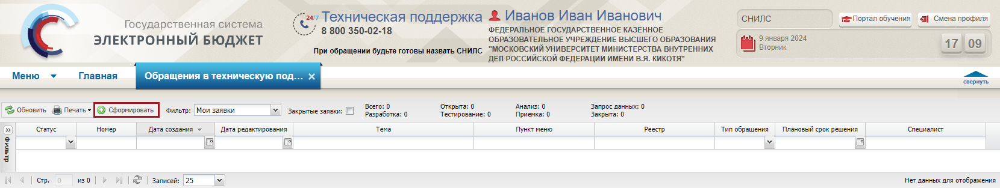 Государственная система
ЭЛЕКТРОННЫЙ БЮДЖЕТ
24/7
Техническая поддержка
8 800 350-02-18
При обращении будьте готовы назвать СНИЛС
Иванов Иван Иванович
ФЕДЕРАЛЬНОЕ ГОСУДАРСТВЕННОЕ КАЗЕННОЕ
ОБРАЗОВАТЕЛЬНОЕ УЧРЕЖДЕНИЕ ВЫСШЕГО ОБРАЗОВАНИЯ
"МОСКОВСКИЙ УНИВЕРСИТЕТ МИНИСТЕРСТВА ВНУТРЕННИХ
ДЕЛ РОССИЙСКОЙ ФЕДЕРАЦИИ ИМЕНИ В.Я. КИКОТЯ"
СНИЛС
Портал обучения
Смена профиля
9 января 2024
Вторник
17 09
Меню Главная Обращения в техническую под...
свернуть
Обновить Печать Сформировать Фильтр: Мои заявки Закрытые заявки:
Всего: 0 Открыта: 0 Анализ: 0 Запрос данных: 0
Разработка: 0 Тестирование: 0 Приемка: 0 Закрыта: 0
Статус Номер Дата создания Дата редактирования Тема Пункт меню Реестр Тип обращения Плановый срок решения Специалист
Фильтр
Стр. 0 из 0 Записей: 25 Нет данных для отображения